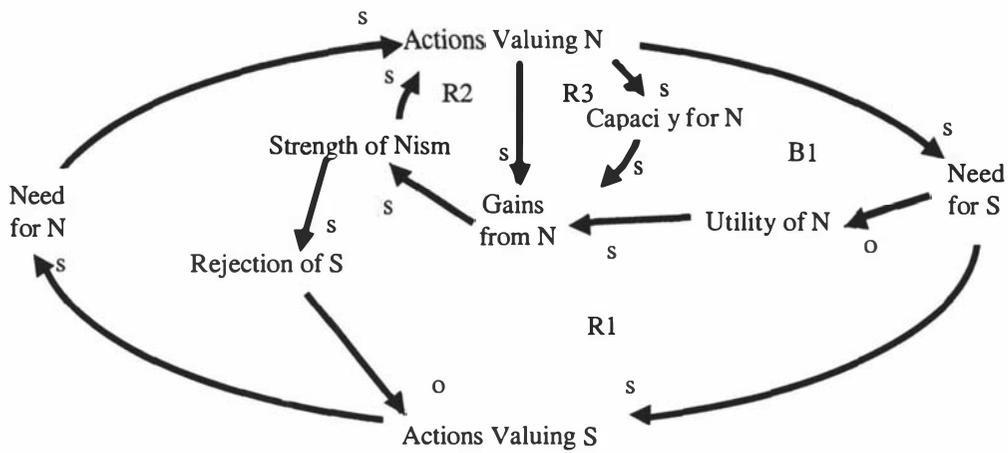 s
Actions Valuing N
s
R2
R3
s
Capaci y for N
s
Strength of Nism
B1
s
s
Need
for N
Need
for S
s
Gains
from N
Utility of N
s
s
o
Rejection of S
s
R1
o
s
Actions Valuing S